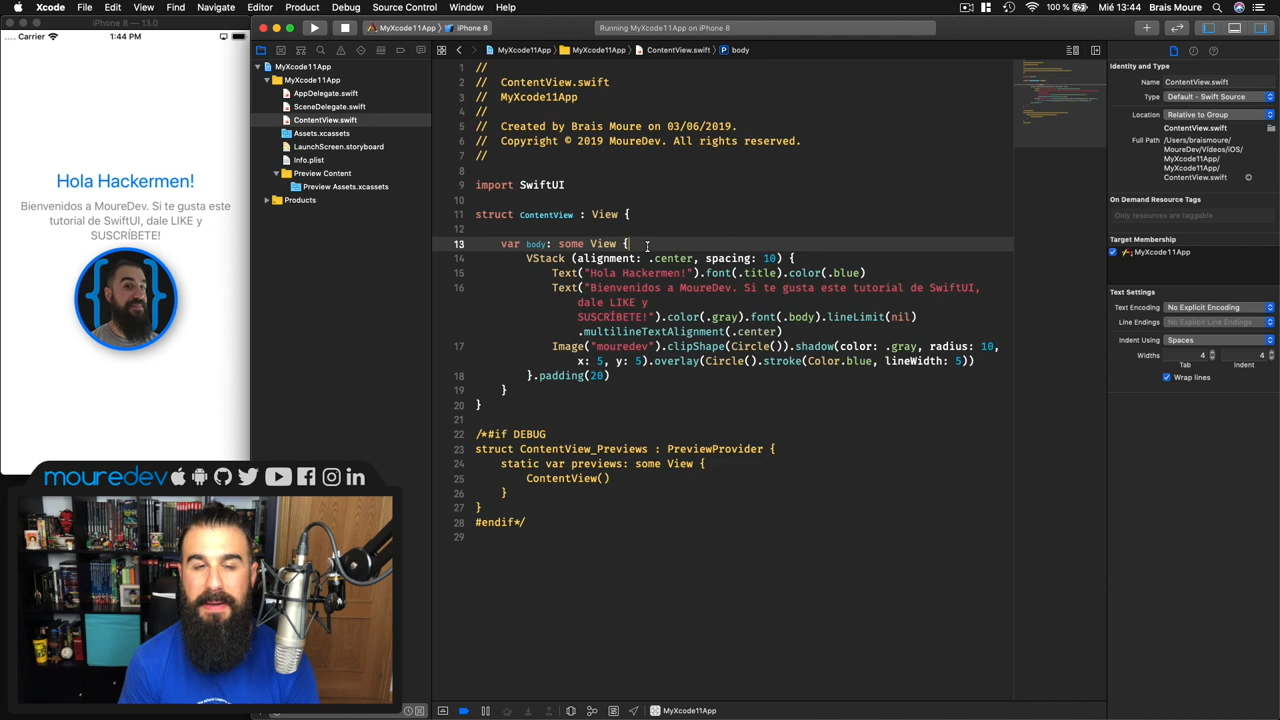 Xcode File Edit View Find Navigate Editor Product Debug Source Control Window Help
100 % Mié 13:44 Brais Moure
iPhone 8 — 13.0
MyXcode11App iPhone 8
Running MyXcode11App on iPhone 8
Carrier 1:44 PM
MyXcode11App MyXcode11App ContentView.swift body
MyXcode11App
MyXcode11App
AppDelegate.swift
SceneDelegate.swift
ContentView.swift
Assets.xcassets
LaunchScreen.storyboard
Info.plist
Preview Content
Preview Assets.xcassets
Products
Hola Hackermen!
Bienvenidos a MoureDev. Si te gusta este
tutorial de SwiftUI, dale LIKE y
SUSCRÍBETE!
1 //
2 // ContentView.swift
3 // MyXcode11App
4 //
5 // Created by Brais Moure on 03/06/2019.
6 // Copyright © 2019 MoureDev. All rights reserved.
7 //
8
9 import SwiftUI
10
11 struct ContentView : View {
12
13 var body: some View {
14 VStack (alignment: .center, spacing: 10) {
15 Text("Hola Hackermen!").font(.title).color(.blue)
16 Text("Bienvenidos a MoureDev. Si te gusta este tutorial de SwiftUI,
dale LIKE y
SUSCRÍBETE!").color(.gray).font(.body).lineLimit(nil)
.multilineTextAlignment(.center)
17 Image("mouredev").clipShape(Circle()).shadow(color: .gray, radius: 10,
x: 5, y: 5).overlay(Circle().stroke(Color.blue, lineWidth: 5))
18 }.padding(20)
19 }
20 }
21
22 /*#if DEBUG
23 struct ContentView_Previews : PreviewProvider {
24 static var previews: some View {
25 ContentView()
26 }
27 }
28 #endif*/
29
Identity and Type
Name ContentView.swift
Type Default - Swift Source
Location Relative to Group
ContentView.swift
Full Path /Users/braismoure/
MoureDev/Vídeos/iOS/
MyXcode11App/
MyXcode11App/
ContentView.swift
On Demand Resource Tags
Only resources are taggable
Target Membership
MyXcode11App
Text Settings
Text Encoding No Explicit Encoding
Line Endings No Explicit Line Endings
Indent Using Spaces
Widths 4 4
Tab Indent
Wrap lines
mouredev
MyXcode11App